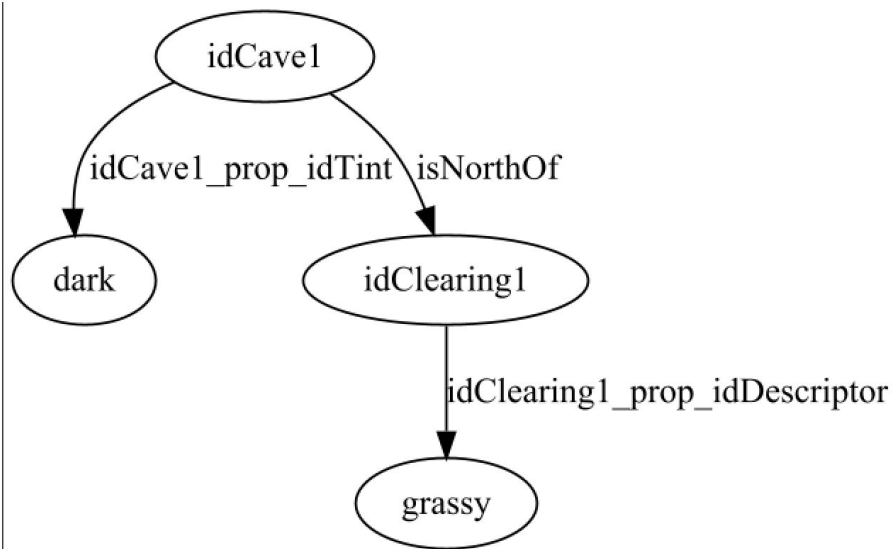 idCave1
idCave1_prop_idTint isNorthOf
dark idClearing1
idClearing1_prop_idDescriptor
grassy